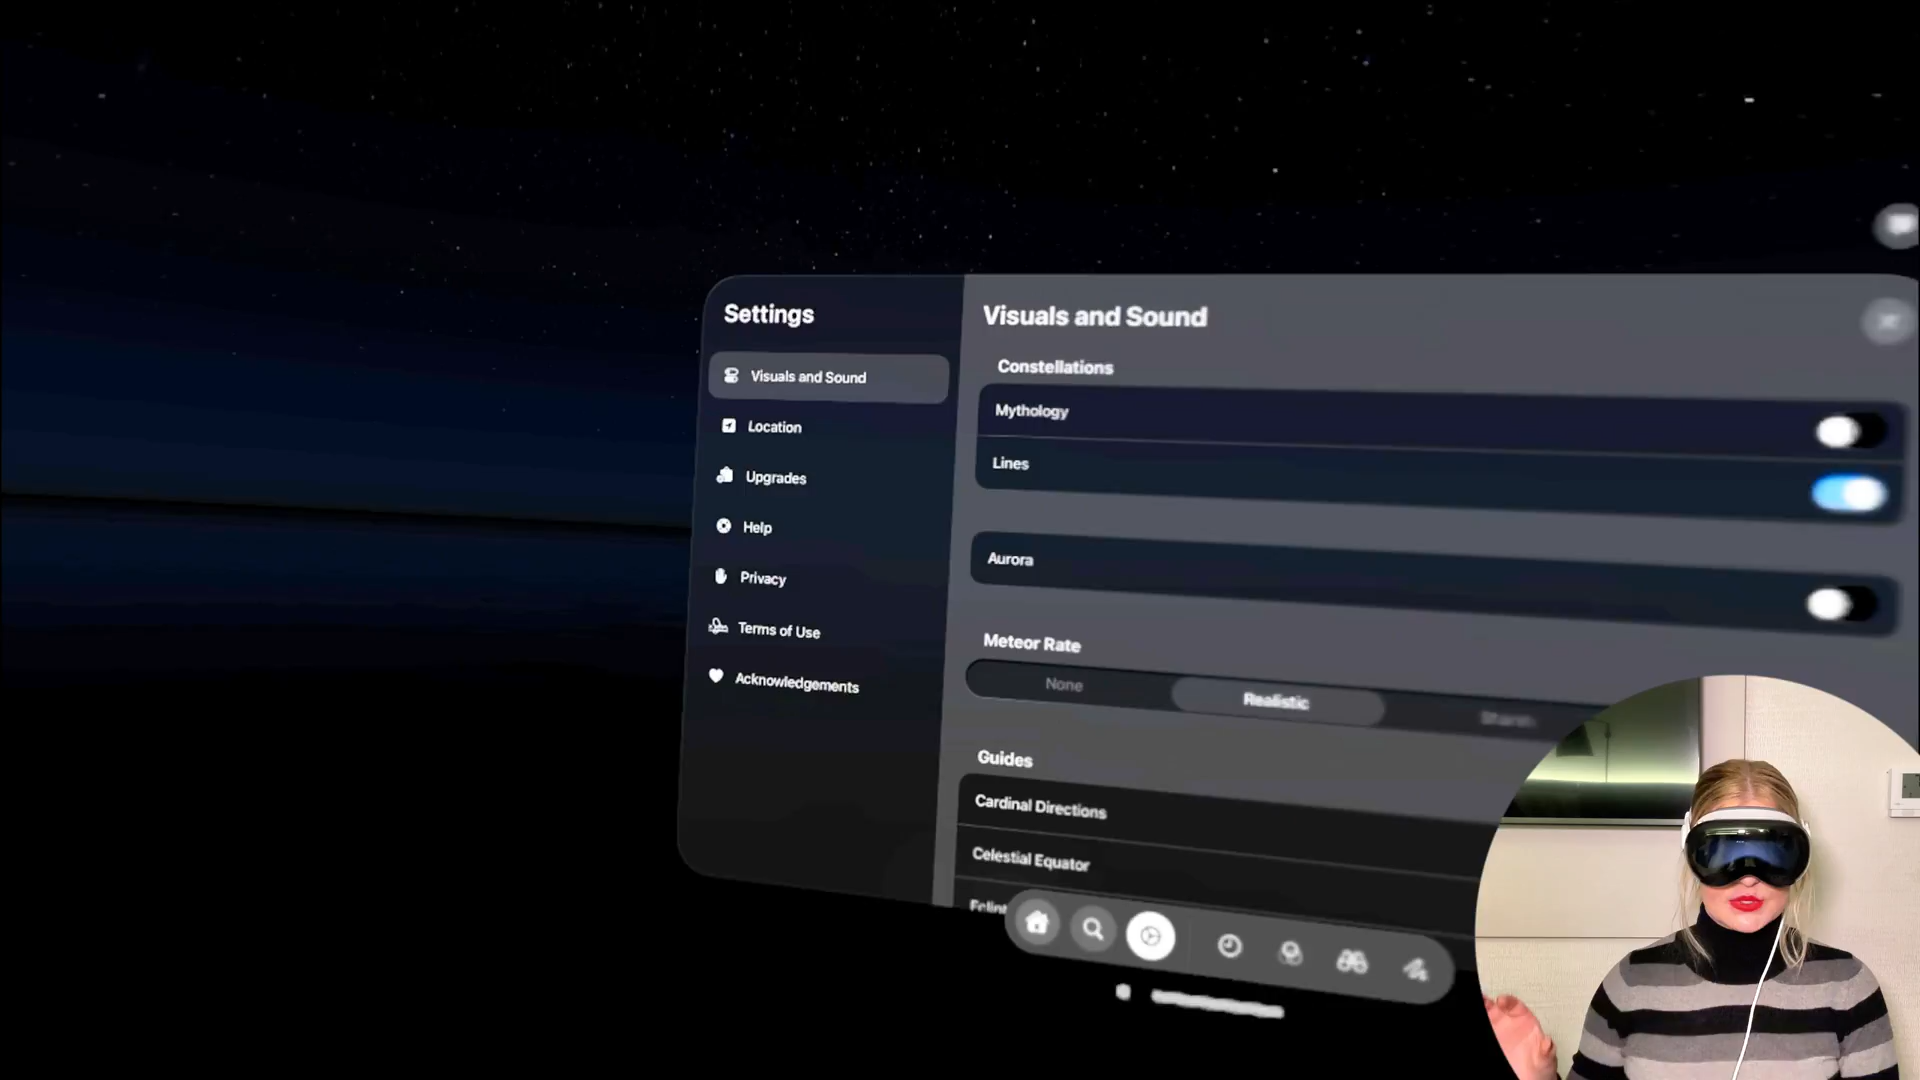 Settings
Visuals and Sound
Location
Upgrades
Help
Privacy
Terms of Use
Acknowledgements
Visuals and Sound
Constellations
Mythology
Lines
Aurora
Meteor Rate
None
Realistic
Guides
Cardinal Directions
Celestial Equator